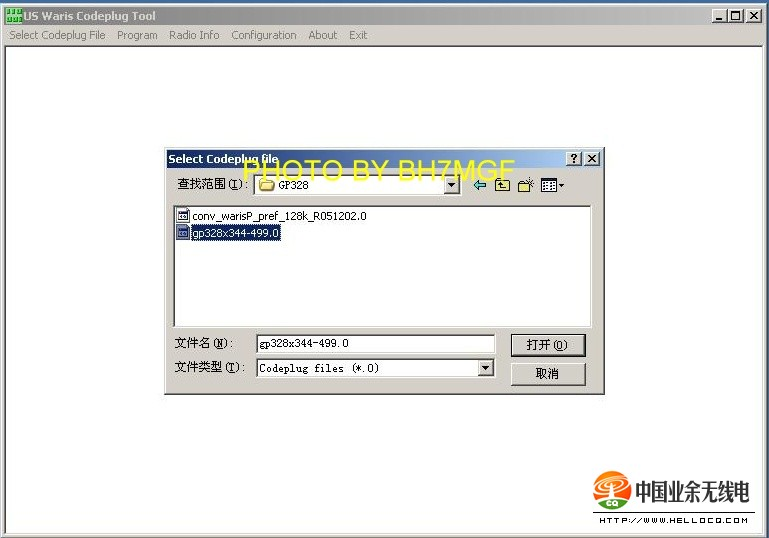 US Waris Codeplug Tool
Select Codeplug File Program Radio Info Configuration About Exit
Select Codeplug file
PHOTO BY BH7MGF
查找范围(I): GP328
conv_warisP_pref_128k_R051202.0
gp328x344-499.0
文件名(N): gp328x344-499.0 打开(O)
文件类型(T): Codeplug files (*.0) 取消
CQ 中国业余无线电
HTTP://WWW.HELLOCQ.COM